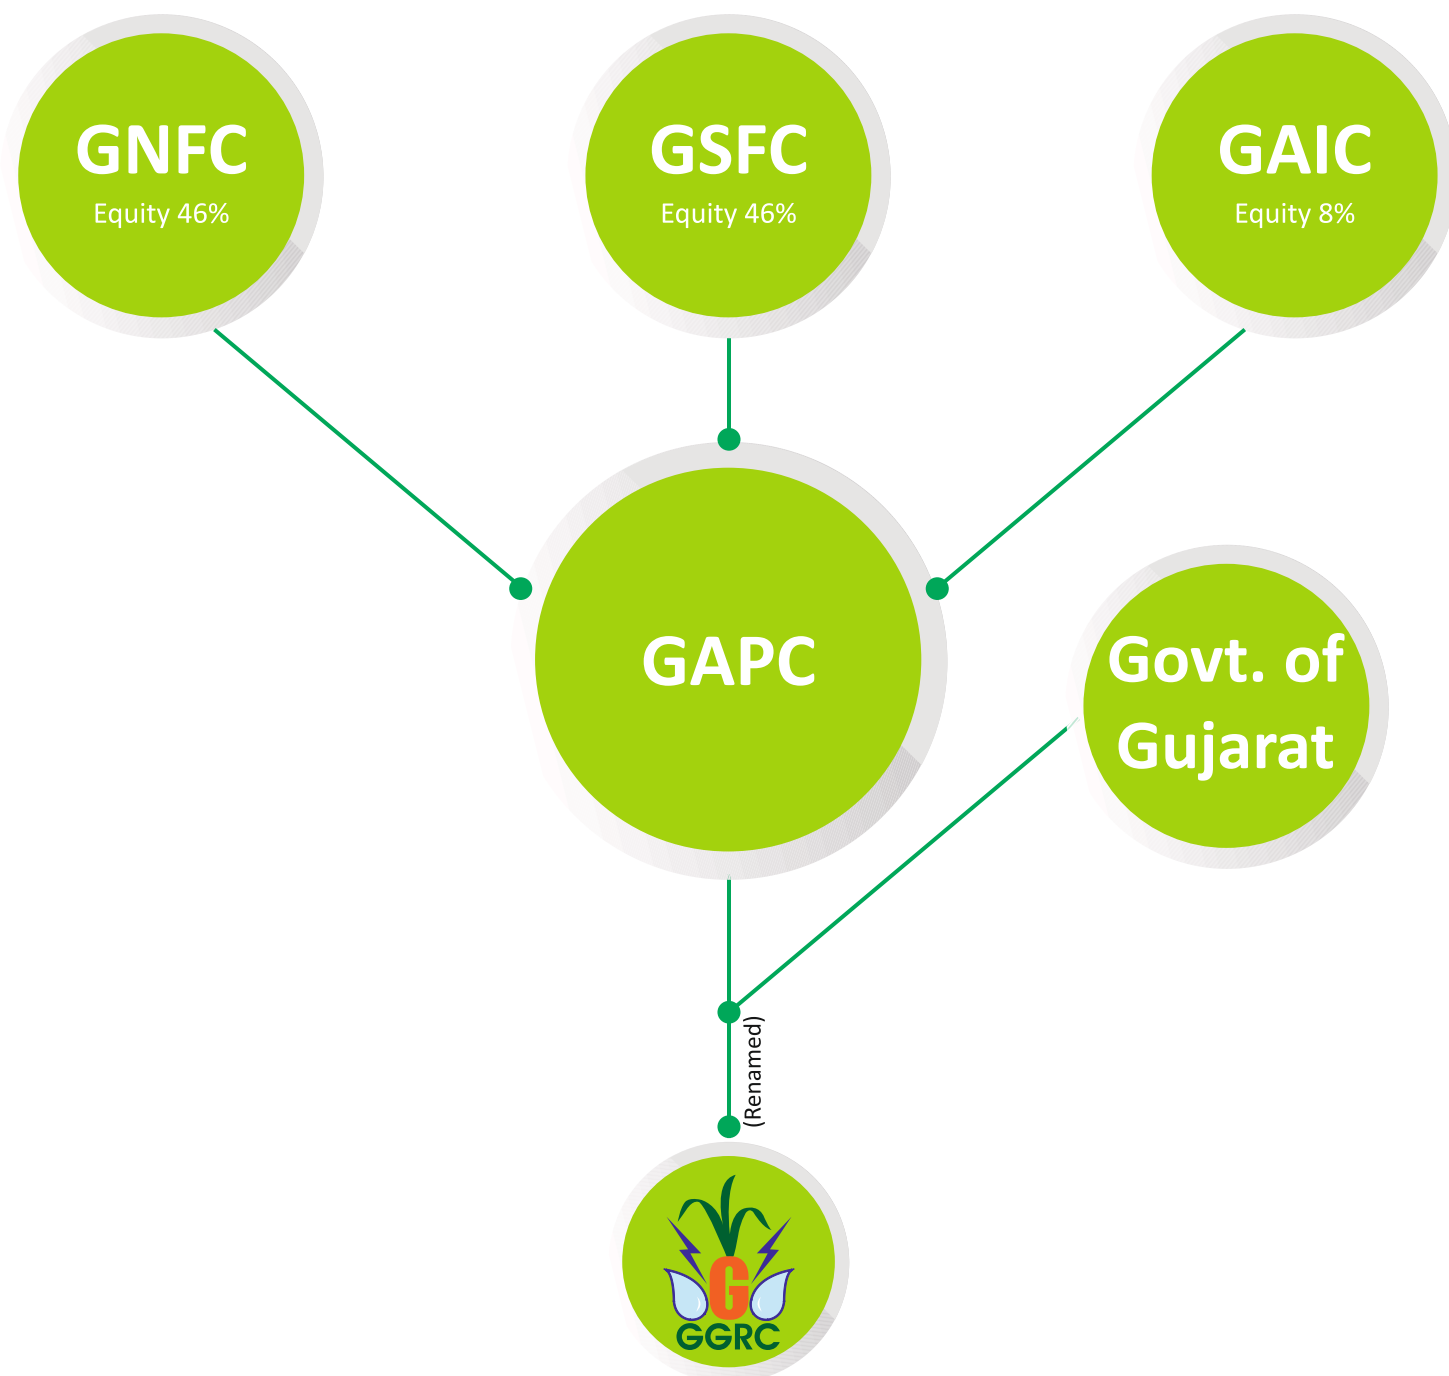 GNFC
Equity 46%
GSFC
Equity 46%
GAIC
Equity 8%
GAPC
Govt. of
Gujarat
(Renamed)
G
GGRC